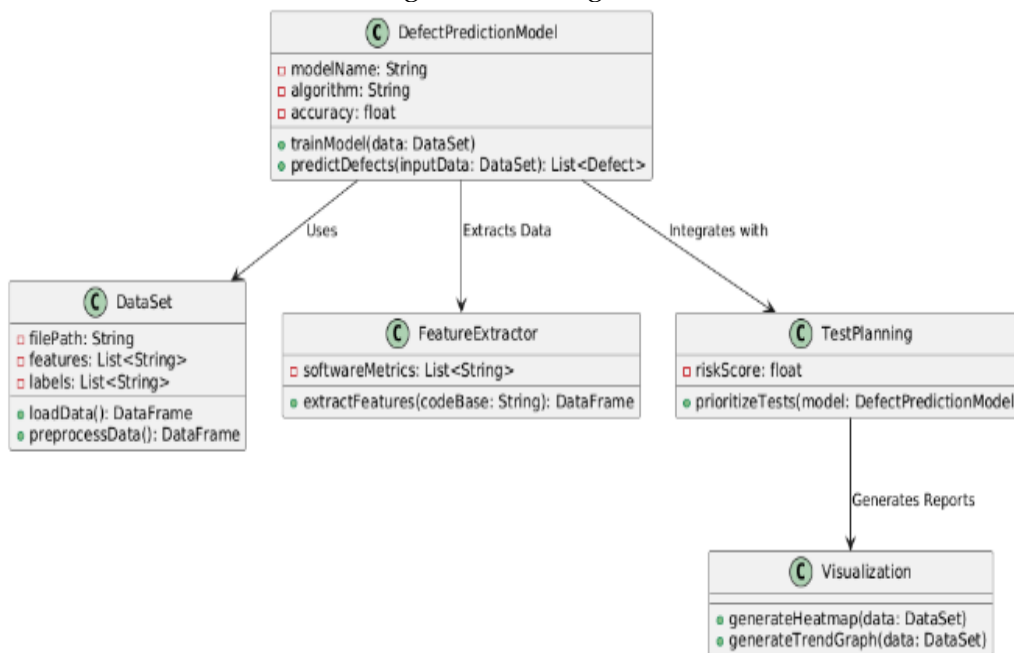 C DefectPredictionModel
modelName: String
algorithm: String
accuracy: float
trainModel(data: DataSet)
predictDefects(inputData: DataSet): List<Defect>
Uses
Extracts Data
Integrates with
C DataSet
filePath: String
features: List<String>
labels: List<String>
loadData(): DataFrame
preprocessData(): DataFrame
C FeatureExtractor
softwareMetrics: List<String>
extractFeatures(codeBase: String): DataFrame
C TestPlanning
riskScore: float
prioritizeTests(model: DefectPredictionModel
Generates Reports
C Visualization
generateHeatmap(data: DataSet)
generateTrendGraph(data: DataSet)